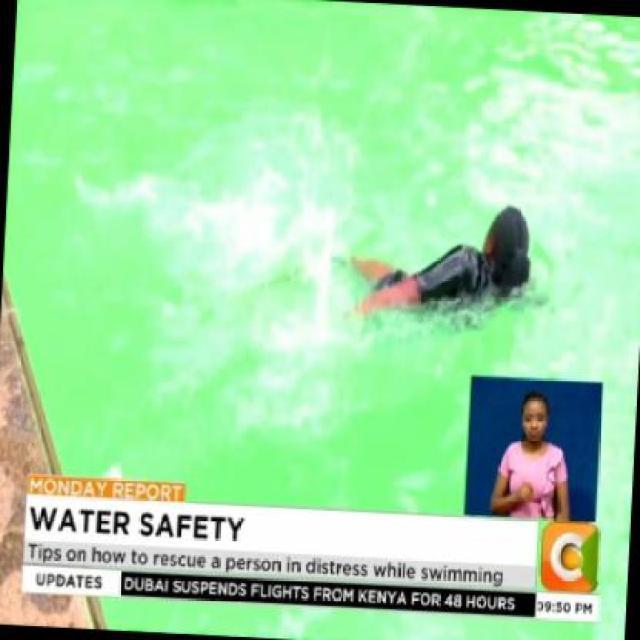 MONDAY REPORT
WATER SAFETY
Tips on how to rescue a person in distress while swimming
UPDATES DUBAI SUSPENDS FLIGHTS FROM KENYA FOR 48 HOURS 09:50 PM